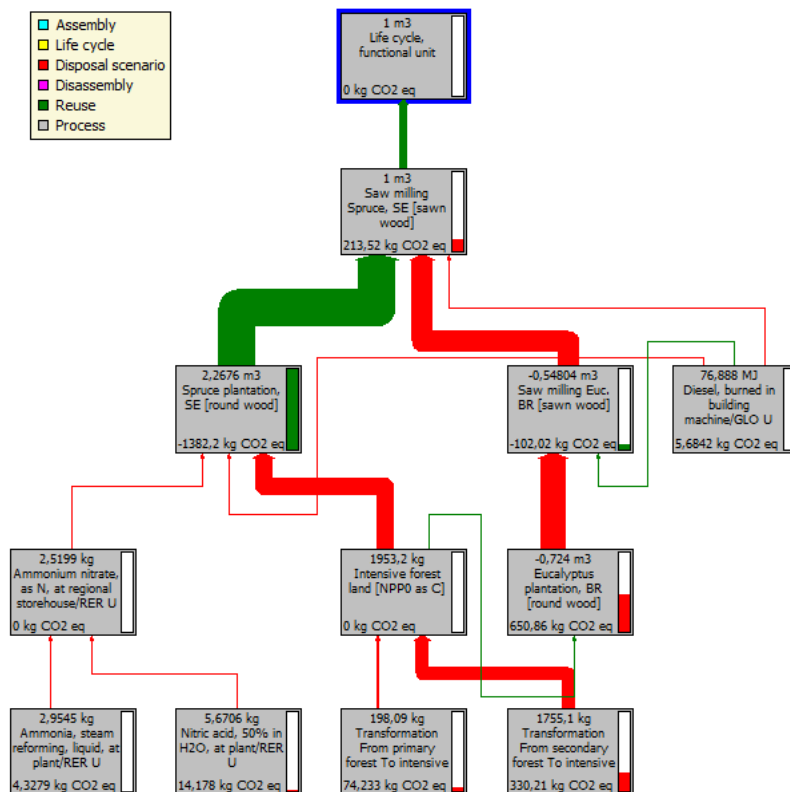 Assembly
Life cycle
Disposal scenario
Disassembly
Reuse
Process
1 m3
Life cycle,
functional unit
0 kg CO2 eq
1 m3
Saw milling
Spruce, SE [sawn
wood]
213,52 kg CO2 eq
2,2676 m3
Spruce plantation,
SE [round wood]
-1382,2 kg CO2 eq
-0,54804 m3
Saw milling Euc.
BR [sawn wood]
-102,02 kg CO2 eq
76,888 MJ
Diesel, burned in
building
machine/GLO U
5,6842 kg CO2 eq
2,5199 kg
Ammonium nitrate,
as N, at regional
storehouse/RER U
0 kg CO2 eq
1953,2 kg
Intensive forest
land [NPP0 as C]
0 kg CO2 eq
-0,724 m3
Eucalyptus
plantation, BR
[round wood]
650,86 kg CO2 eq
2,9545 kg
Ammonia, steam
reforming, liquid, at
plant/RER U
4,3279 kg CO2 eq
5,6706 kg
Nitric acid, 50% in
H2O, at plant/RER
U
14,178 kg CO2 eq
198,09 kg
Transformation
From primary
forest To intensive
74,233 kg CO2 eq
1755,1 kg
Transformation
From secondary
forest To intensive
330,21 kg CO2 eq